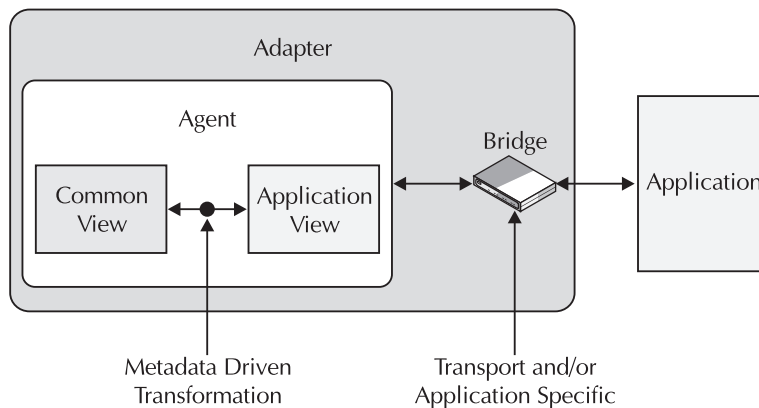 Adapter
Agent
Bridge
Common
View
Application
View
Application
Metadata Driven
Transformation
Transport and/or
Application Specific